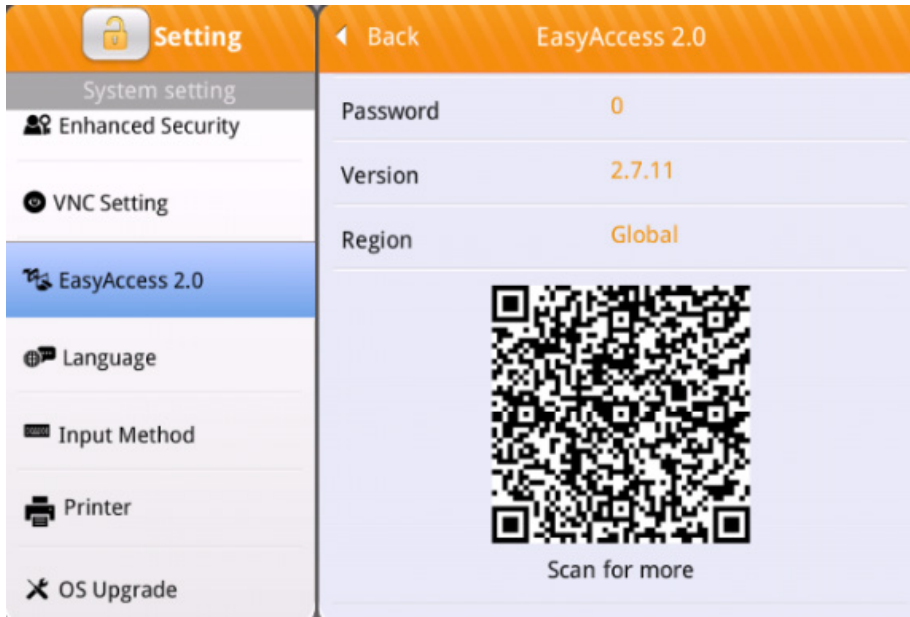 Setting
System setting
Enhanced Security
VNC Setting
EasyAccess 2.0
Language
Input Method
Printer
OS Upgrade
Back
EasyAccess 2.0
Password 0
Version 2.7.11
Region Global
Scan for more